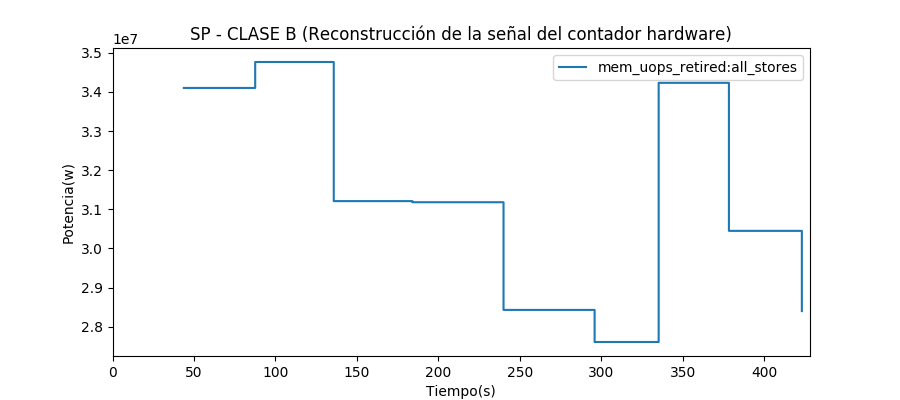 SP - CLASE B (Reconstrucción de la señal del contador hardware)
1e7
mem_uops_retired:all_stores
3.5
3.4
3.3
3.2
3.1
3.0
2.9
2.8
Potencia(w)
0 50 100 150 200 250 300 350 400
Tiempo(s)